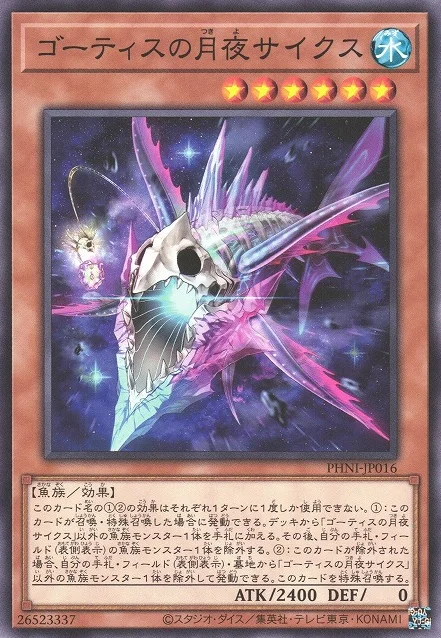 ゴーティスの月夜サイクス
水
PHNI-JP016
【魚族／効果】
このカード名の①②の効果はそれぞれ1ターンに1度しか使用できない。①：この
カードが召喚・特殊召喚した場合に発動できる。デッキから「ゴーティスの月夜
サイクス」以外の魚族モンスター1体を手札に加える。その後、自分の手札・フィー
ルド（表側表示）の魚族モンスター1体を除外する。②：このカードが除外された
場合、自分の手札・フィールド（表側表示）・墓地から「ゴーティスの月夜サイクス」
以外の魚族モンスター1体を除外して発動できる。このカードを特殊召喚する。
ATK/2400 DEF/ 0
26523337 ©スタジオ・ダイス／集英社・テレビ東京・KONAMI